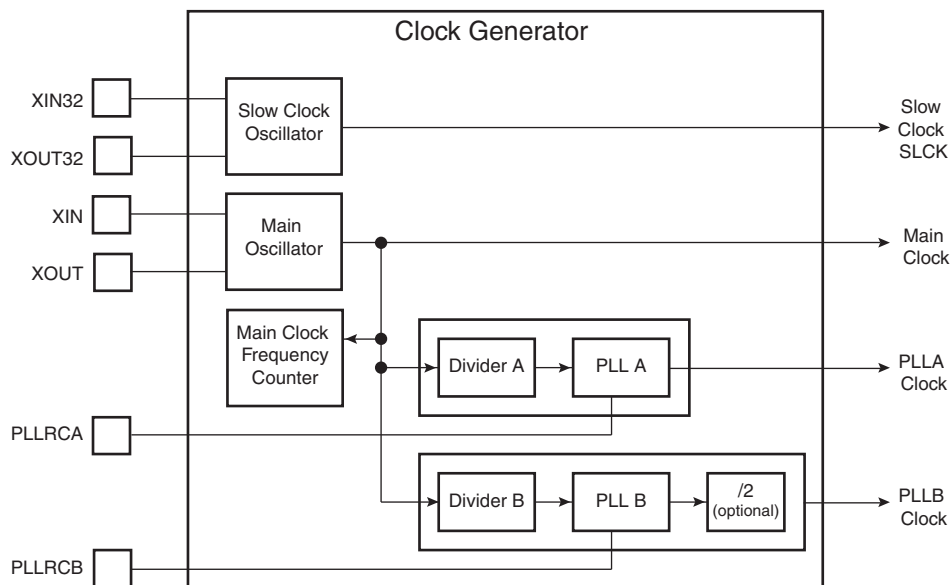 Clock Generator
XIN32
Slow Clock
Oscillator
Slow
Clock
SLCK
XOUT32
XIN
Main
Oscillator
Main
Clock
XOUT
Main Clock
Frequency
Counter
Divider A
PLL A
PLLA
Clock
PLLRCA
Divider B
PLL B
/2
(optional)
PLLB
Clock
PLLRCB